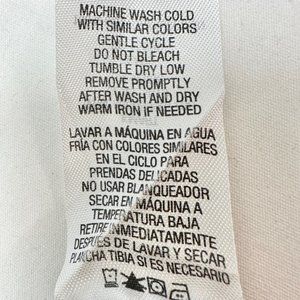 MACHINE WASH COLD
WITH SIMILAR COLORS
GENTLE CYCLE
DO NOT BLEACH
TUMBLE DRY LOW
REMOVE PROMPTLY
AFTER WASH AND DRY
WARM IRON IF NEEDED
LAVAR A MÁQUINA EN AGUA
FRÍA CON COLORES SIMILARES
EN EL CICLO PARA
PRENDAS DELICADAS
NO USAR BLANQUEADOR
SECAR EN MÁQUINA A
TEMPERATURA BAJA
RETIRE INMEDIATAMENTE
DESPUÉS DE LAVAR Y SECAR
PLANCHA TIBIA SI ES NECESARIO